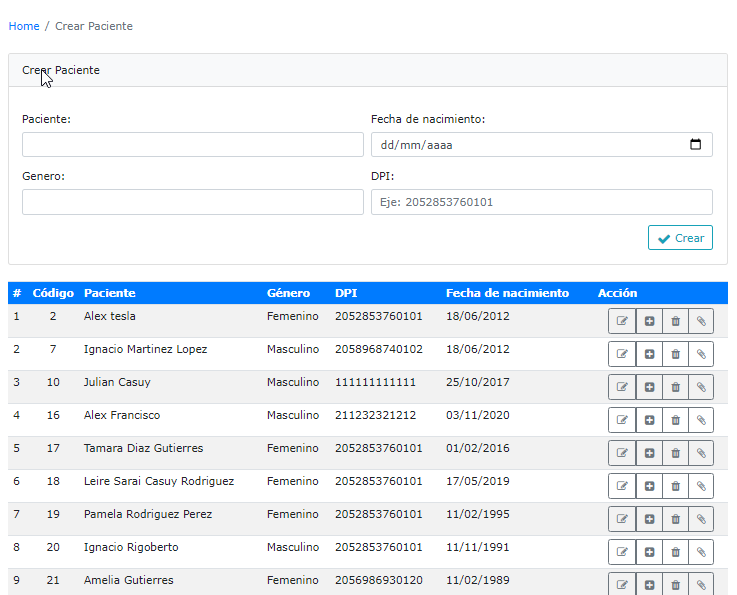 Home / Crear Paciente
Crear Paciente
Paciente: Fecha de nacimiento:
dd/mm/aaaa
Genero: DPI:
Eje: 2052853760101
Crear
# Código Paciente Género DPI Fecha de nacimiento Acción
1 2 Alex tesla Femenino 2052853760101 18/06/2012
2 7 Ignacio Martinez Lopez Masculino 2058968740102 18/06/2012
3 10 Julian Casuy Masculino 111111111111 25/10/2017
4 16 Alex Francisco Masculino 211232321212 03/11/2020
5 17 Tamara Diaz Gutierres Femenino 2052853760101 01/02/2016
6 18 Leire Sarai Casuy Rodriguez Femenino 2052853760101 17/05/2019
7 19 Pamela Rodriguez Perez Femenino 2052853760101 11/02/1995
8 20 Ignacio Rigoberto Masculino 2052853760101 11/11/1991
9 21 Amelia Gutierres Femenino 2056986930120 11/02/1989